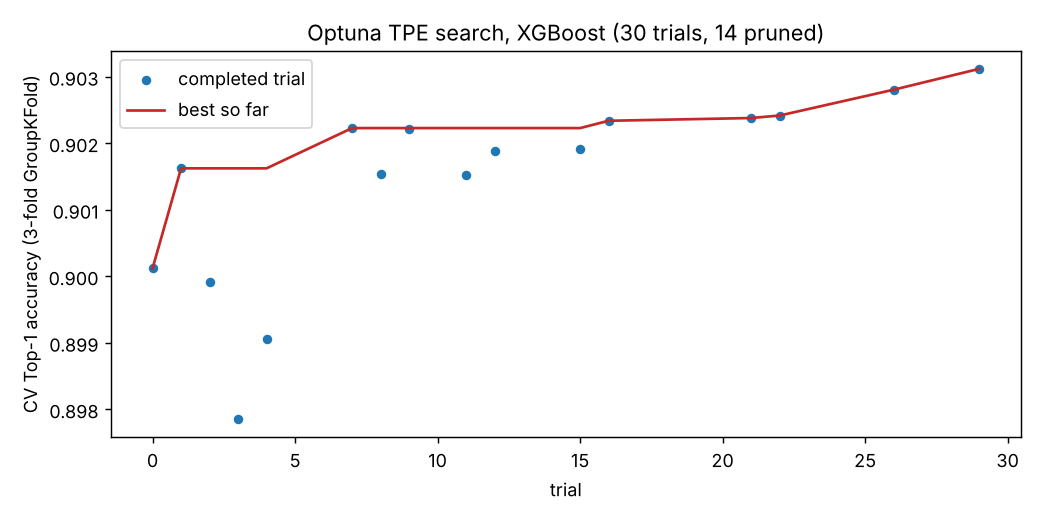 Optuna TPE search, XGBoost (30 trials, 14 pruned)
completed trial
best so far
CV Top-1 accuracy (3-fold GroupKFold)
0.903
0.902
0.901
0.900
0.899
0.898
0
5
10
15
20
25
30
trial